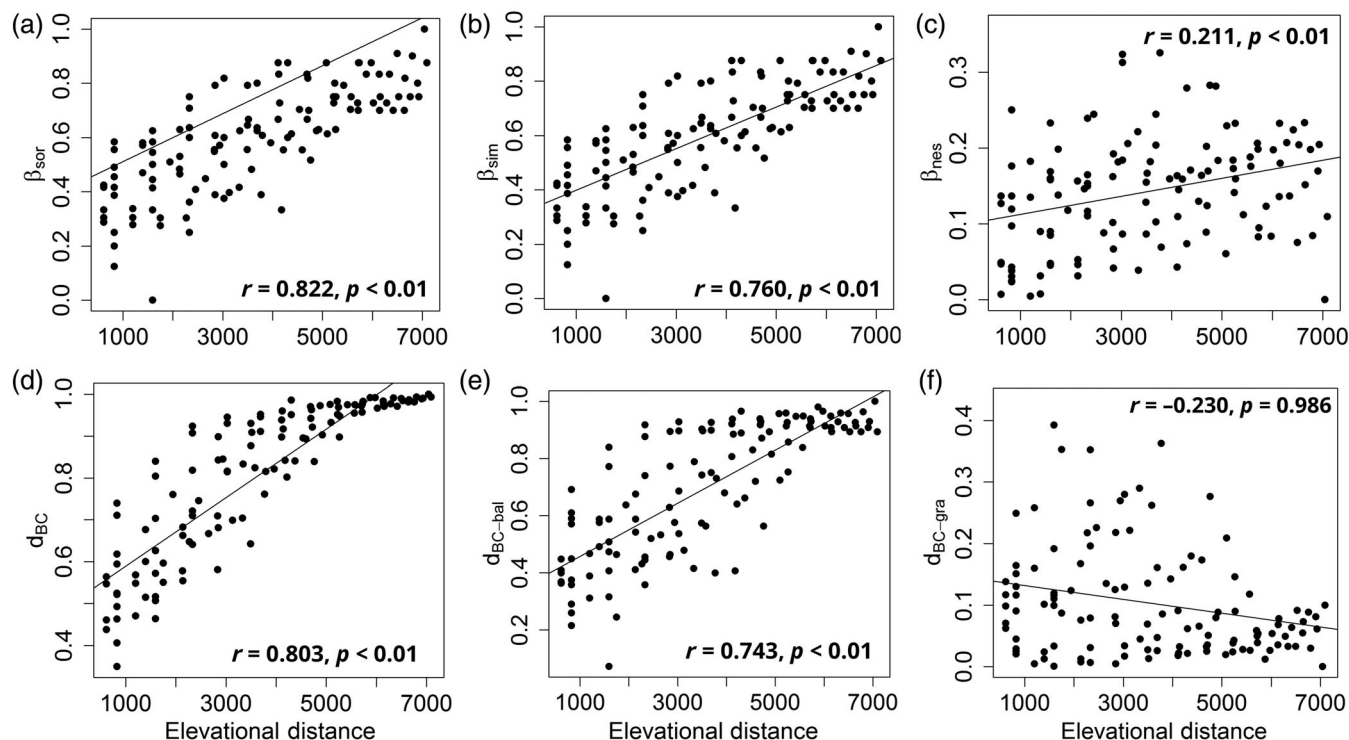 (a)
1.0
0.8
0.6
0.4
0.2
0.0
βsor
r = 0.822, p < 0.01
1000 3000 5000 7000
(b)
1.0
0.8
0.6
0.4
0.2
0.0
βsim
r = 0.760, p < 0.01
1000 3000 5000 7000
(c)
r = 0.211, p < 0.01
0.3
0.2
0.1
0.0
βnes
1000 3000 5000 7000
(d)
1.0
0.8
0.6
0.4
dBC
r = 0.803, p < 0.01
1000 3000 5000 7000
Elevational distance
(e)
1.0
0.8
0.6
0.4
0.2
dBC−bal
r = 0.743, p < 0.01
1000 3000 5000 7000
Elevational distance
(f)
r = −0.230, p = 0.986
0.4
0.3
0.2
0.1
0.0
dBC−gra
1000 3000 5000 7000
Elevational distance